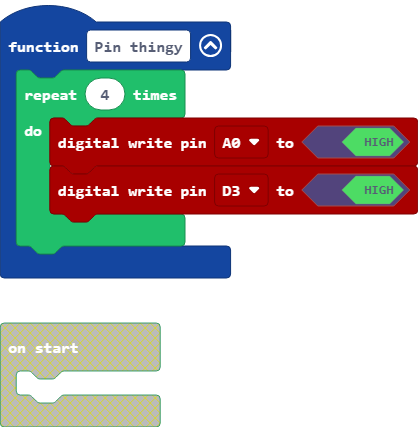 function Pin thingy
repeat 4 times
do
digital write pin A0 to HIGH
digital write pin D3 to HIGH
on start